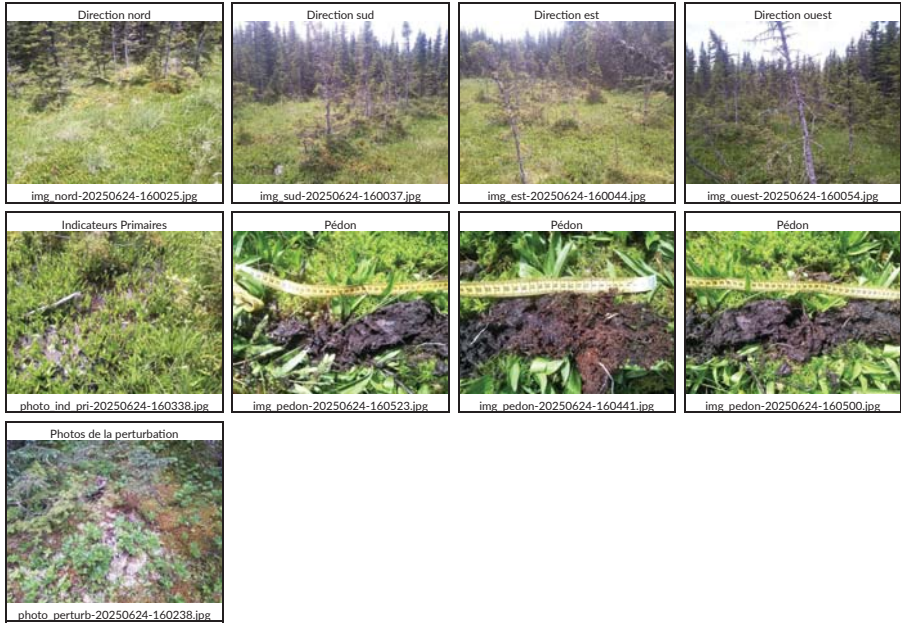 Direction nord
Direction sud
Direction est
Direction ouest
img_nord-20250624-160025.jpg
img_sud-20250624-160037.jpg
img_est-20250624-160044.jpg
img_ouest-20250624-160054.jpg
Indicateurs Primaires
Pédon
Pédon
Pédon
photo_ind_pri-20250624-160338.jpg
img_pedon-20250624-160523.jpg
img_pedon-20250624-160441.jpg
img_pedon-20250624-160500.jpg
Photos de la perturbation
photo_perturb-20250624-160238.jpg